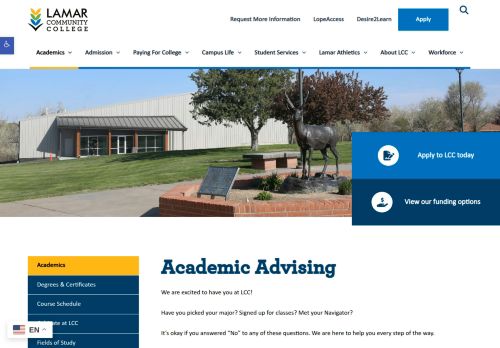 LAMAR
COMMUNITY
COLLEGE
Request More Information
LopeAccess
Desire2Learn
Apply
Academics
Admission
Paying For College
Campus Life
Student Services
Lamar Athletics
About LCC
Workforce
Apply to LCC today
View our funding options
Academics
Degrees & Certificates
Course Schedule
at LCC
Fields of Study
EN
Academic Advising
We are excited to have you at LCC!
Have you picked your major? Signed up for classes? Met your Navigator?
It's okay if you answered "No" to any of these questions. We are here to help you every step of the way.